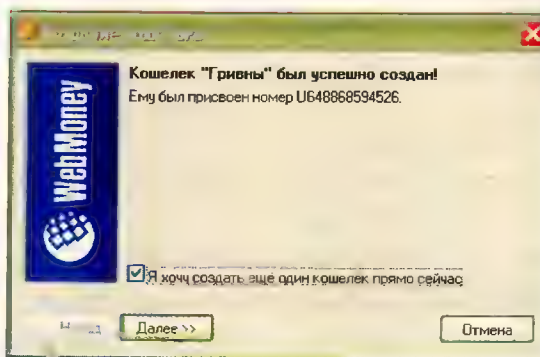 Кошелек "Гривны" был успешно создан!
Ему был присвоен номер U648868594526.
WebMoney
Я хочу создать еще один кошелек прямо сейчас
Далее >>
Отмена